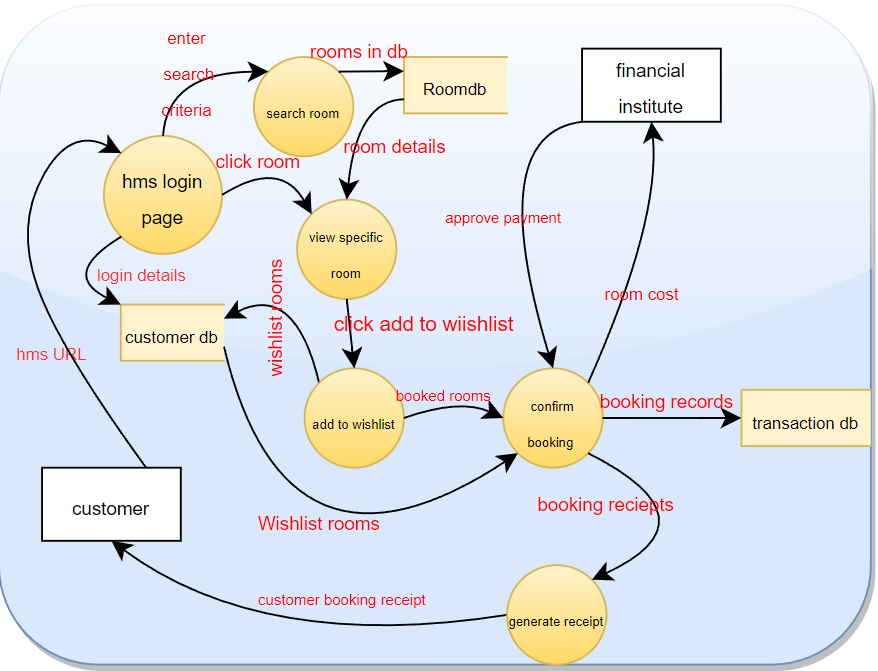 enter
search
criteria
rooms in db
search room
Roomdb
financial
institute
hms login
page
click room
room details
view specific
room
approve payment
login details
customer db
wishlist rooms
click add to wiishlist
room cost
hms URL
add to wishlist
booked rooms
confirm
booking
booking records
transaction db
customer
Wishlist rooms
booking reciepts
customer booking receipt
generate receipt